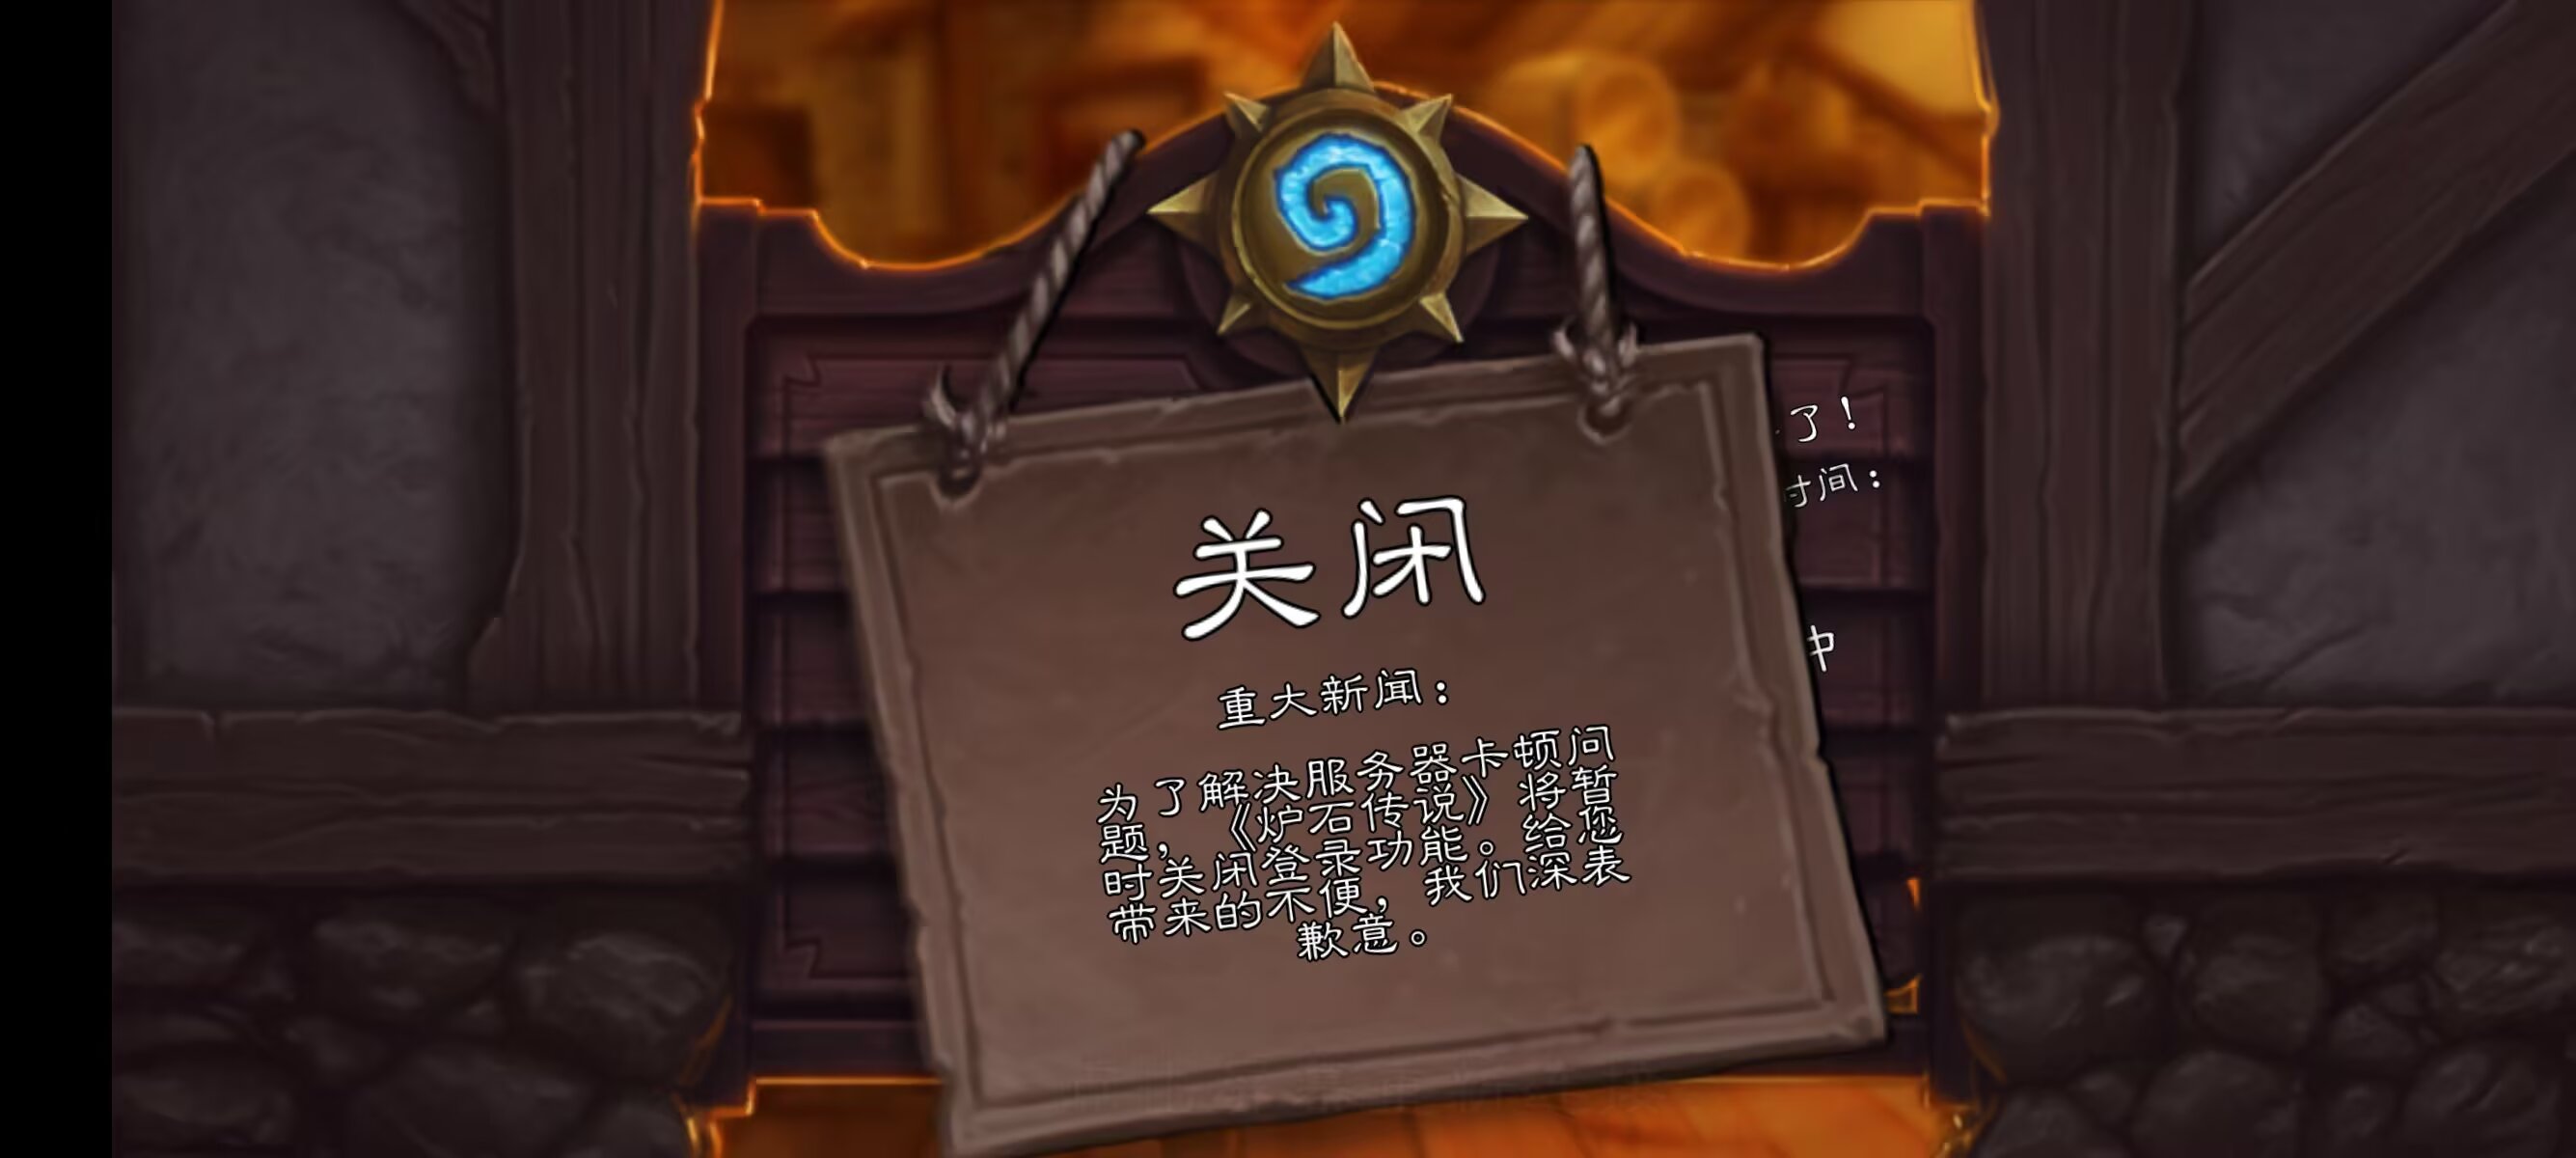 了！
时间：
中
关闭
重大新闻：
为了解决服务器卡顿问
题，《炉石传说》将暂
时关闭登录功能。给您
带来的不便，我们深表
歉意。